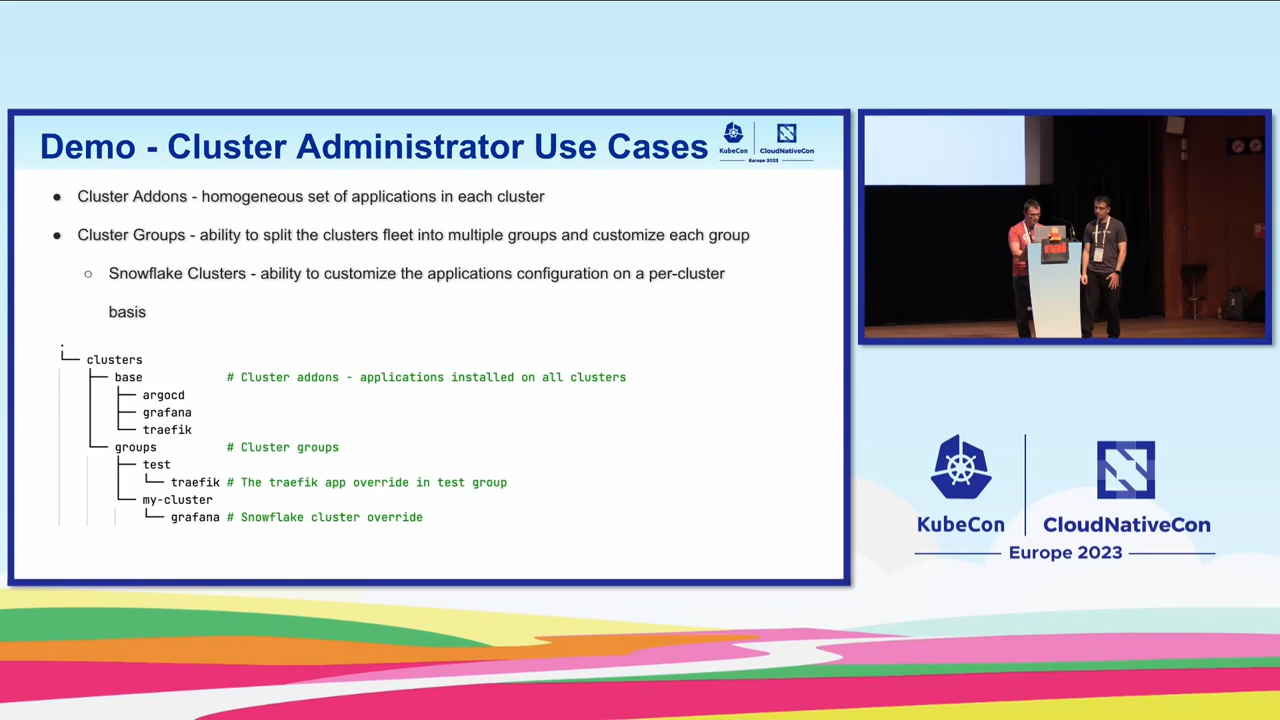 Demo - Cluster Administrator Use Cases
KubeCon
CloudNativeCon
Europe 2023
● Cluster Addons - homogeneous set of applications in each cluster
● Cluster Groups - ability to split the clusters fleet into multiple groups and customize each group
○ Snowflake Clusters - ability to customize the applications configuration on a per-cluster
basis
.
└── clusters
├── base # Cluster addons - applications installed on all clusters
├── argocd
├── grafana
└── traefik
└── groups # Cluster groups
├── test
└── traefik # The traefik app override in test group
└── my-cluster
└── grafana # Snowflake cluster override
KubeCon
CloudNativeCon
Europe 2023